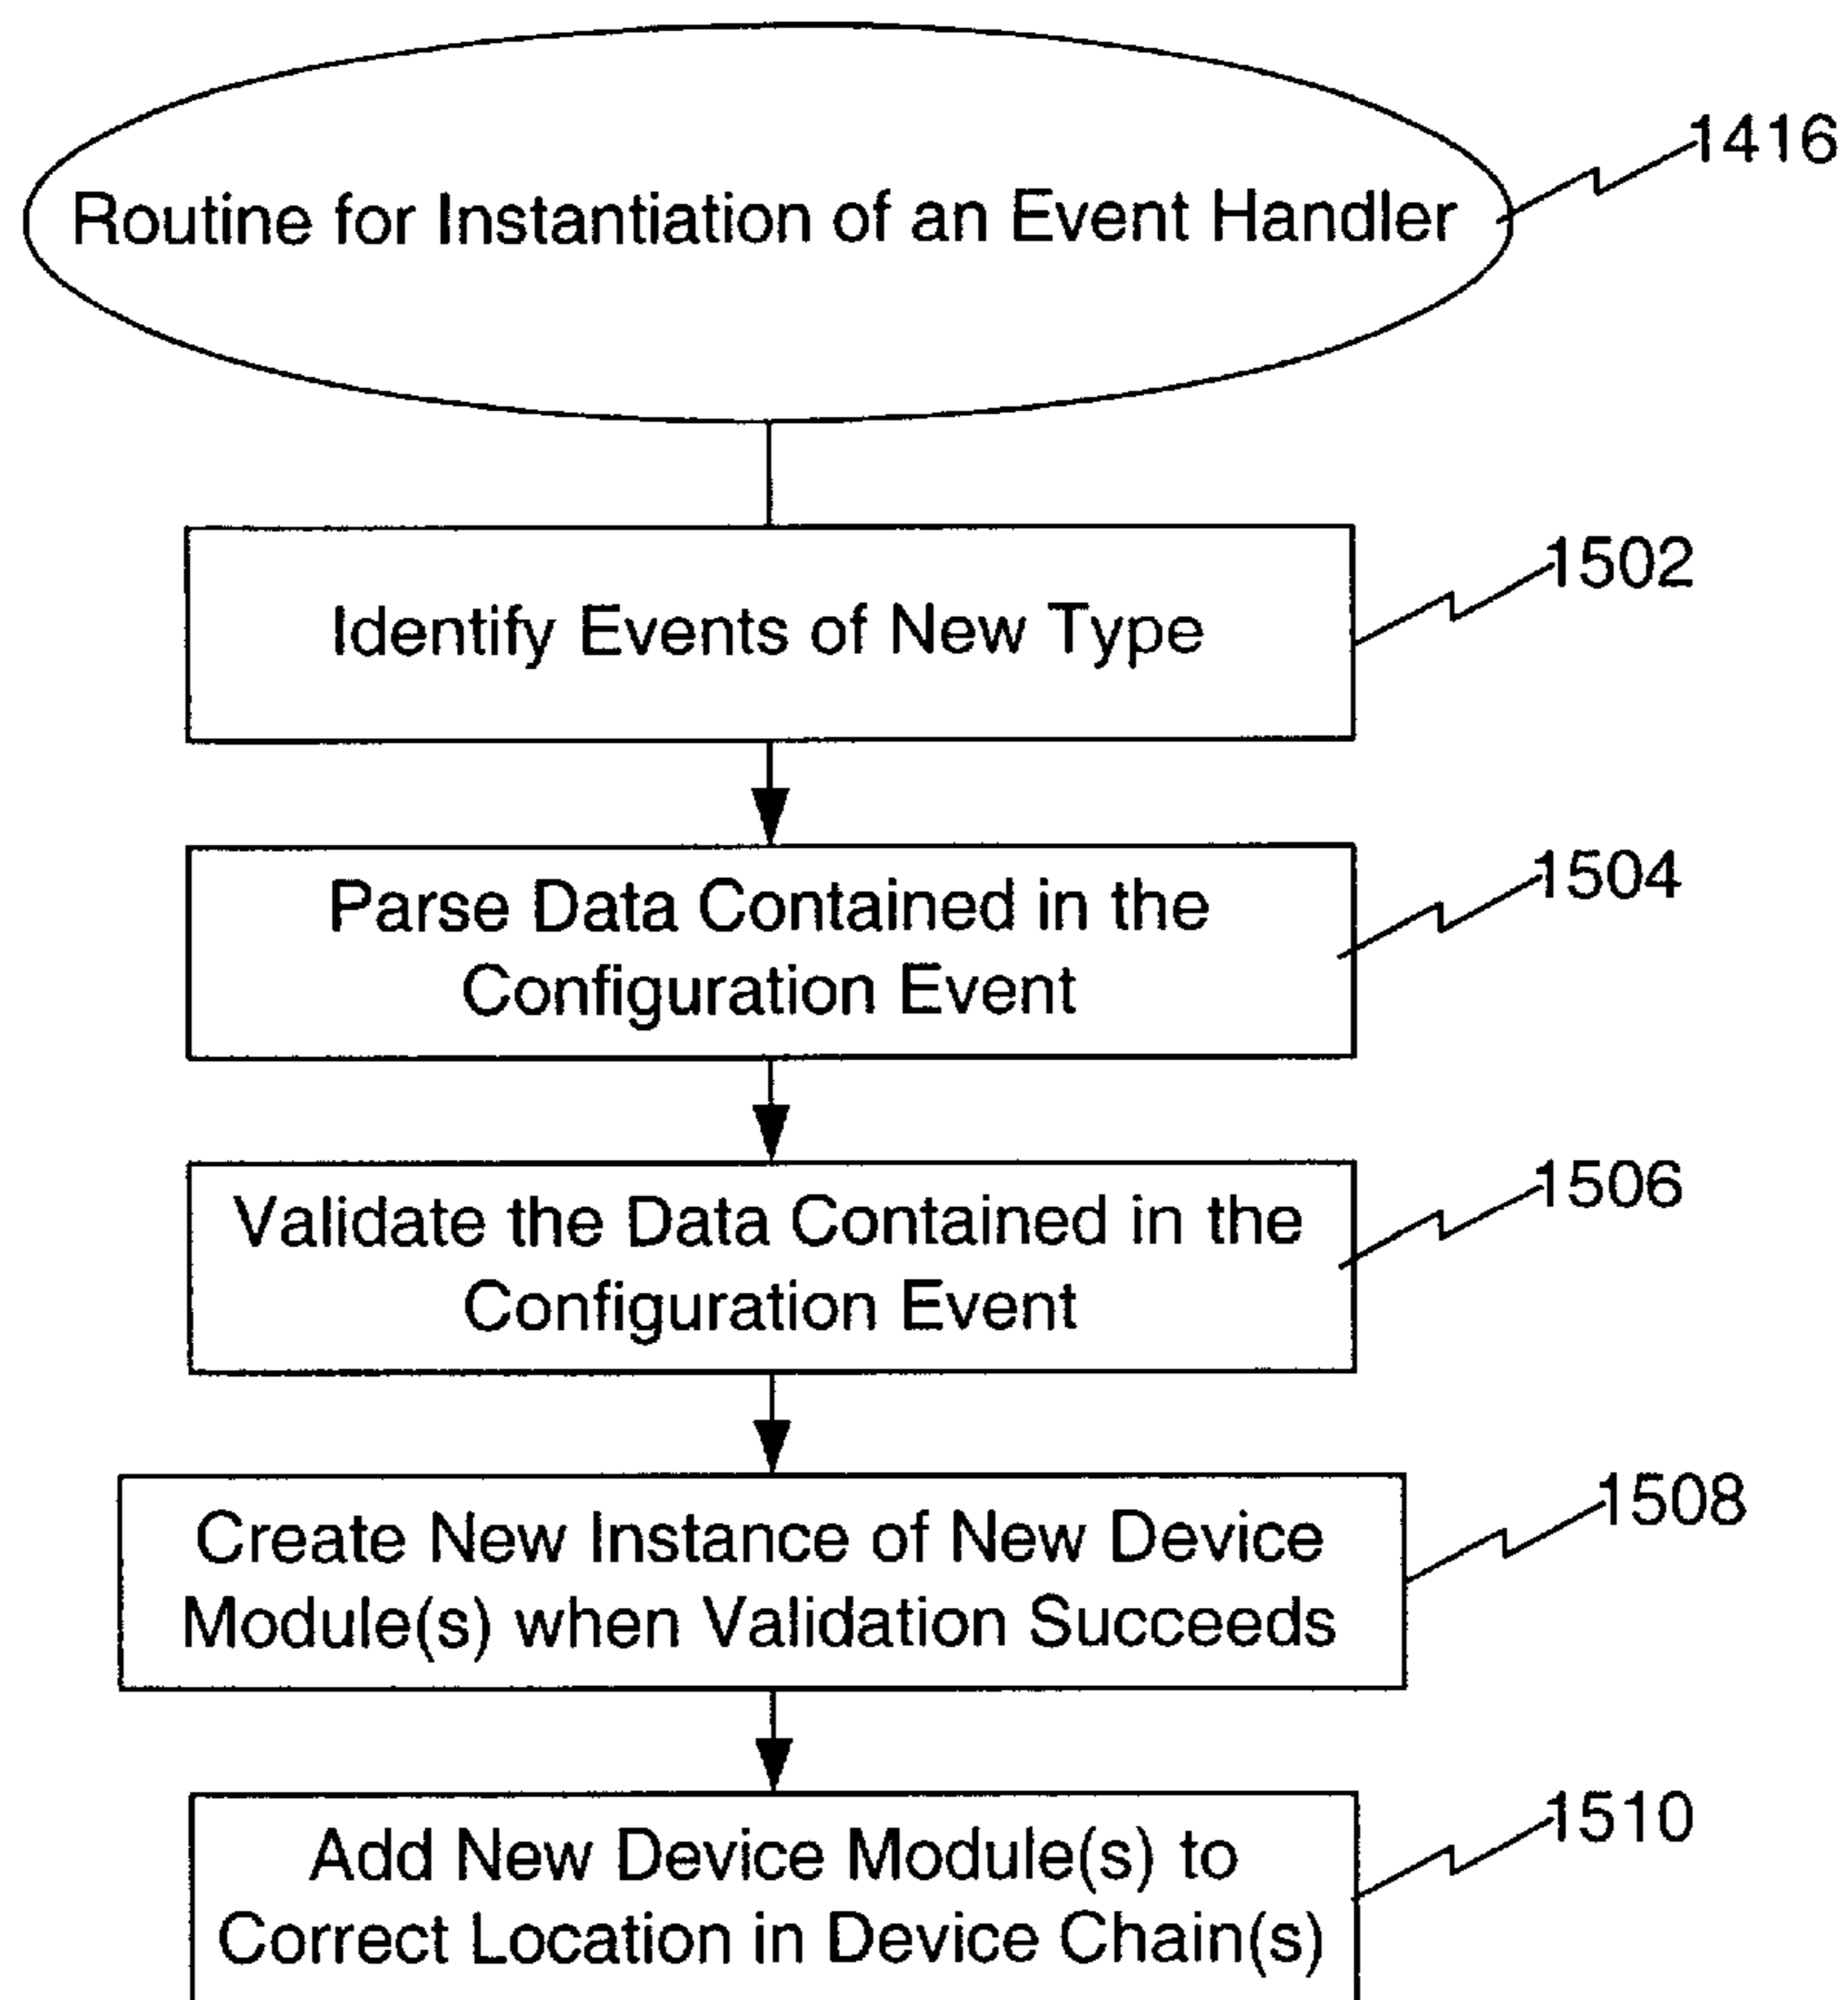 1416
Routine for Instantiation of an Event Handler
1502
Identify Events of New Type
1504
Parse Data Contained in the
Configuration Event
1506
Validate the Data Contained in the
Configuration Event
1508
Create New Instance of New Device
Module(s) when Validation Succeeds
1510
Add New Device Module(s) to
Correct Location in Device Chain(s)